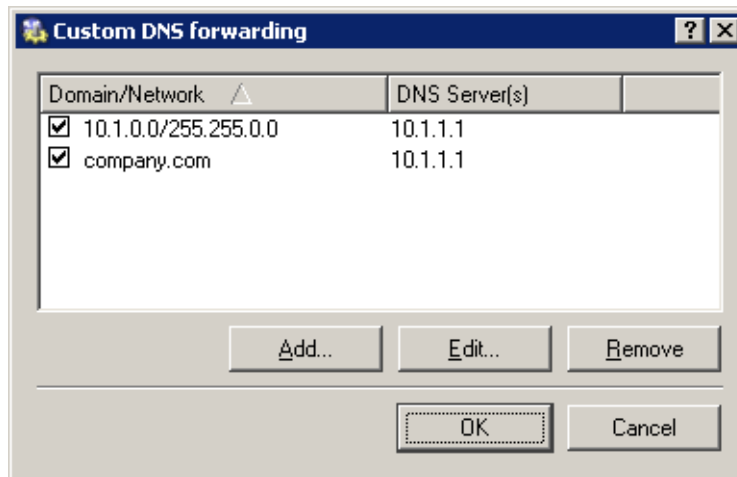 Custom DNS forwarding
Domain/Network DNS Server(s)
10.1.0.0/255.255.0.0 10.1.1.1
company.com 10.1.1.1
Add... Edit... Remove
OK Cancel